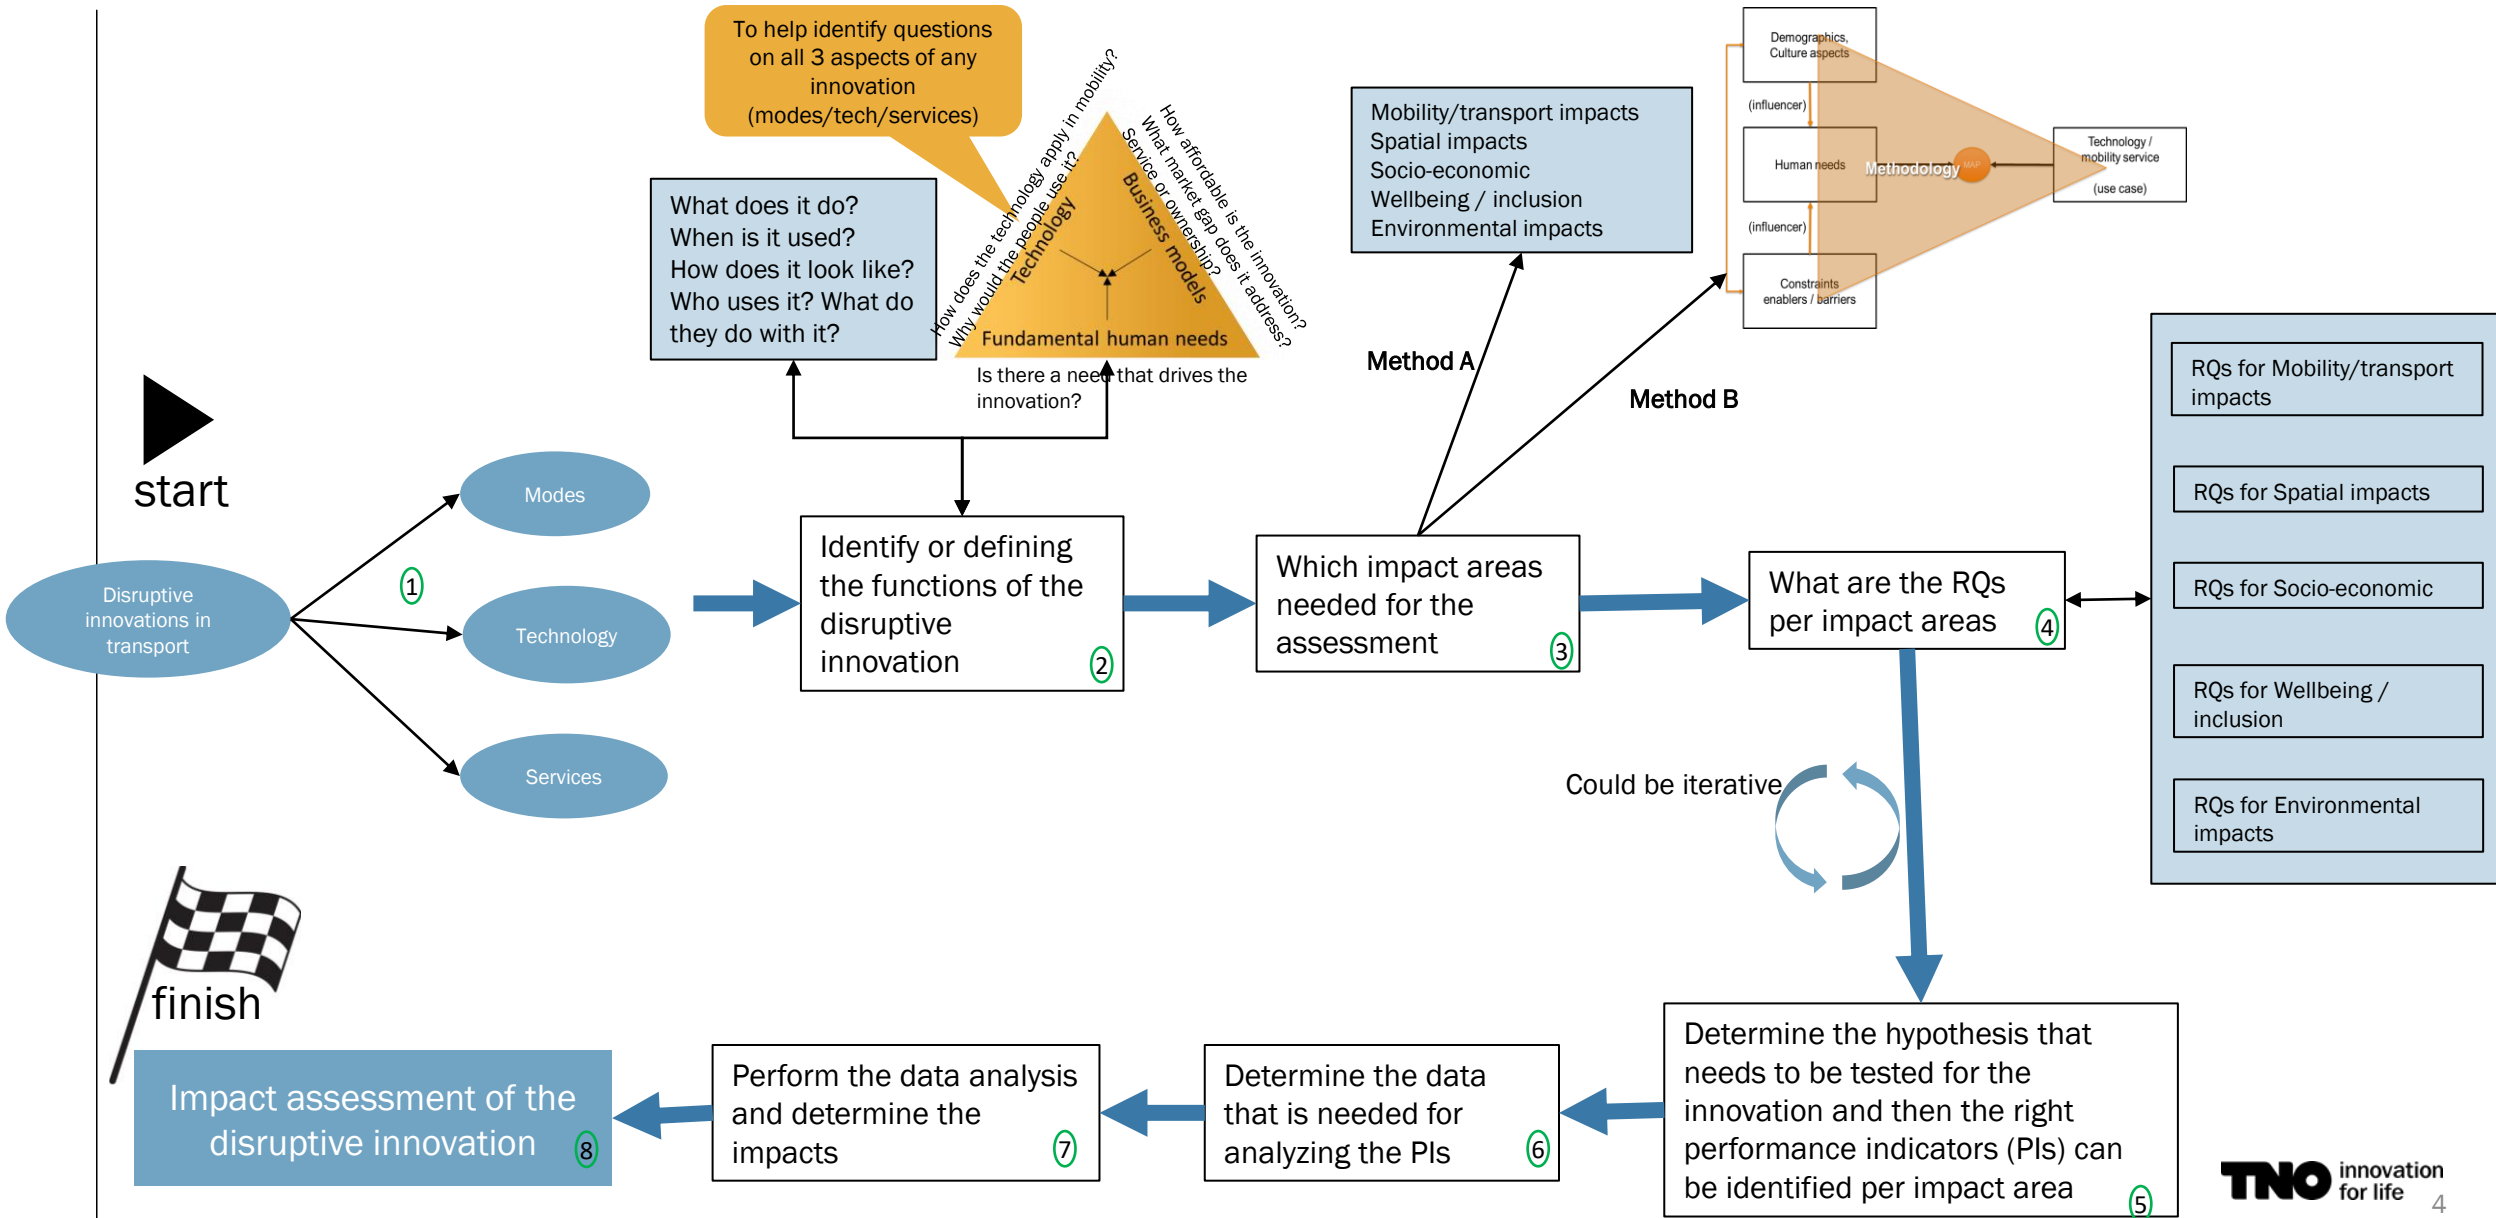 To help identify questions
on all 3 aspects of any
innovation
(modes/tech/services)
What does it do?
When is it used?
How does it look like?
Who uses it? What do
they do with it?
How does the technology apply in mobility?
Why would the people use it?
Technology
How affordable is the innovation?
What market gap does it address?
Service or ownership?
Business models
Fundamental human needs
Is there a need that drives the
innovation?
Mobility/transport impacts
Spatial impacts
Socio-economic
Wellbeing / inclusion
Environmental impacts
Method A
Method B
Demographics,
Culture aspects
(influencer)
Human needs
Methodology
MAP
(influencer)
Constraints
enablers / barriers
Technology /
mobility service
(use case)
start
Disruptive
innovations in
transport
1
Modes
Technology
Services
Identify or defining
the functions of the
disruptive
innovation
2
Which impact areas
needed for the
assessment
3
What are the RQs
per impact areas
4
RQs for Mobility/transport
impacts
RQs for Spatial impacts
RQs for Socio-economic
RQs for Wellbeing /
inclusion
RQs for Environmental
impacts
Could be iterative
Determine the hypothesis that
needs to be tested for the
innovation and then the right
performance indicators (PIs) can
be identified per impact area
5
Determine the data
that is needed for
analyzing the PIs
6
Perform the data analysis
and determine the
impacts
7
finish
Impact assessment of the
disruptive innovation
8
TNO innovation
for life
4